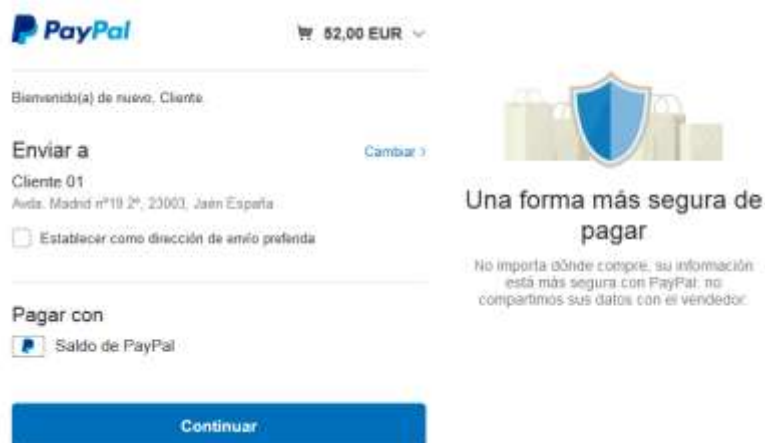 PayPal
52,00 EUR
Bienvenido(a) de nuevo, Cliente
Enviar a
Cambiar >
Cliente 01
Avda. Madrid nº19 2º, 23003, Jaén España
Establecer como dirección de envío preferida
Pagar con
Saldo de PayPal
Continuar
Una forma más segura de
pagar
No importa dónde compre, su información
está más segura con PayPal: no
compartimos sus datos con el vendedor.